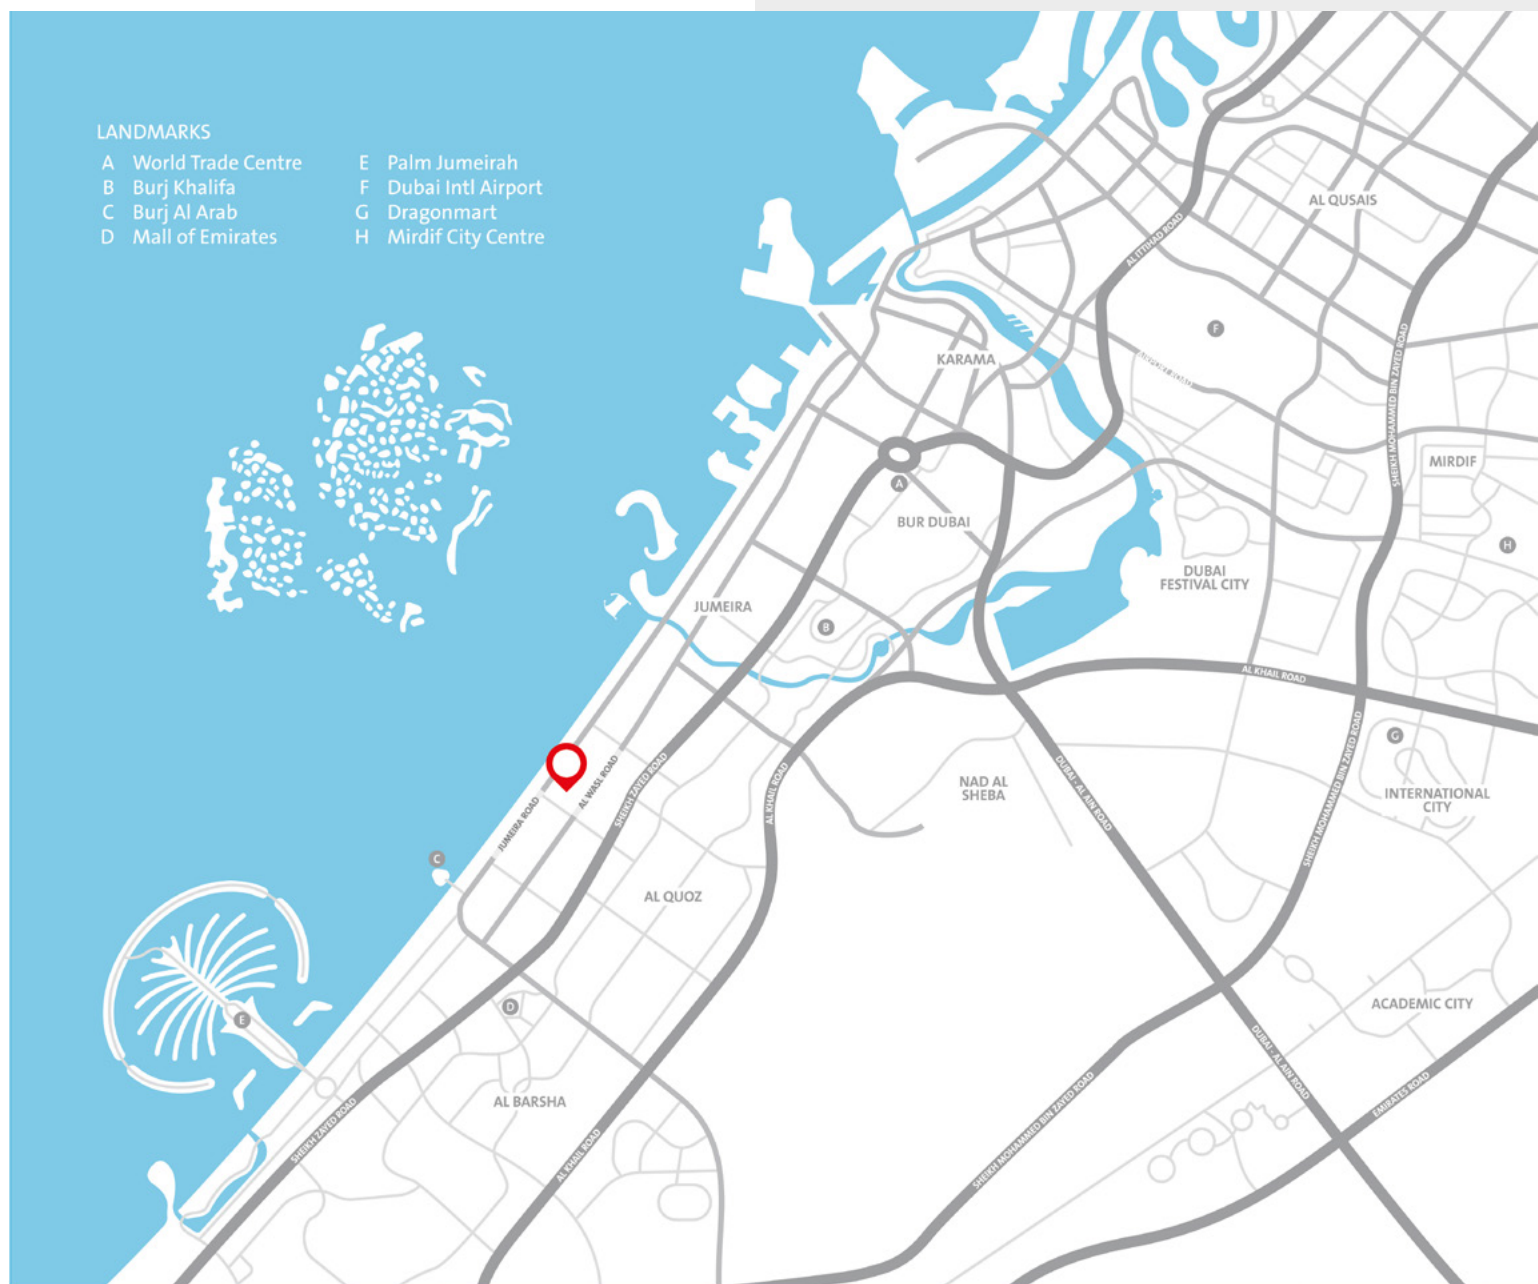 LANDMARKS
A World Trade Centre
B Burj Khalifa
C Burj Al Arab
D Mall of Emirates
E Palm Jumeirah
F Dubai Intl Airport
G Dragonmart
H Mirdif City Centre
AL QUSAIS
AL ITTIHAD ROAD
F
KARAMA
AIRPORT ROAD
SHEIKH MOHAMMED BIN ZAYED ROAD
MIRDIF
A
BUR DUBAI
H
DUBAI
FESTIVAL CITY
JUMEIRA
B
AL KHAIL ROAD
G
SHEIKH MOHAMMED BIN ZAYED ROAD
DUBAI - AL AIN ROAD
NAD AL
SHEBA
INTERNATIONAL
CITY
AL WASL ROAD
SHEIKH ZAYED ROAD
AL KHAIL ROAD
JUMEIRA ROAD
C
AL QUOZ
D
E
ACADEMIC CITY
DUBAI - AL AIN ROAD
EMIRATES ROAD
AL BARSHA
SHEIKH ZAYED ROAD
AL KHAIL ROAD
SHEIKH MOHAMMED BIN ZAYED ROAD